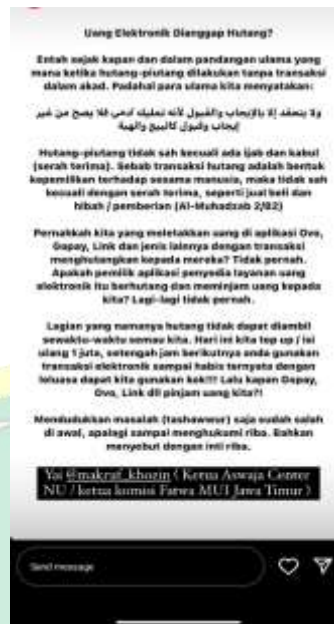 Uang Elektronik Dianggap Hutang?
Entah sejak kapan dan dalam pandangan ulama yang
mana ketika hutang-piutang dilakukan tanpa transaksi
dalam akad. Padahal para ulama kita menyatakan:
ولا ينعقد إلا بالإيجاب والقبول لأنه تمليك آدمي فلا يصح من غير
إيجاب وقبول كالبيع والهبة
Hutang-piutang tidak sah kecuali ada ijab dan kabul
(serah terima). Sebab transaksi hutang adalah bentuk
kepemilikan terhadap sesama manusia, maka tidak sah
kecuali dengan serah terima, seperti jual beli dan
hibah / pemberian (Al-Muhadzab 2/82)
Pernahkah kita yang meletakkan uang di aplikasi Ovo,
Gopay, Link dan jenis lainnya dengan transaksi
menghutangkan kepada mereka? Tidak pernah.
Apakah pemilik aplikasi penyedia layanan uang
elektronik itu berhutang dan meminjam uang kepada
kita? Lagi-lagi tidak pernah.
Lagian yang namanya hutang tidak dapat diambil
sewaktu-waktu semau kita. Hari ini kita top up / isi
ulang 1 juta, setengah jam berikutnya anda gunakan
transaksi elektronik sampai habis ternyata dengan
leluasa dapat kita gunakan kok!!! Lalu kapan Gopay,
Ovo, Link dll pinjam uang kita?!
Mendudukkan masalah (tashawwur) saja sudah salah
di awal, apalagi sampai menghukumi riba. Bahkan
menyebut dengan inti riba.
Yai @makruf_khozin ( Ketua Aswaja Center
NU / ketua komisi Fatwa MUI Jawa Timur )
Send message